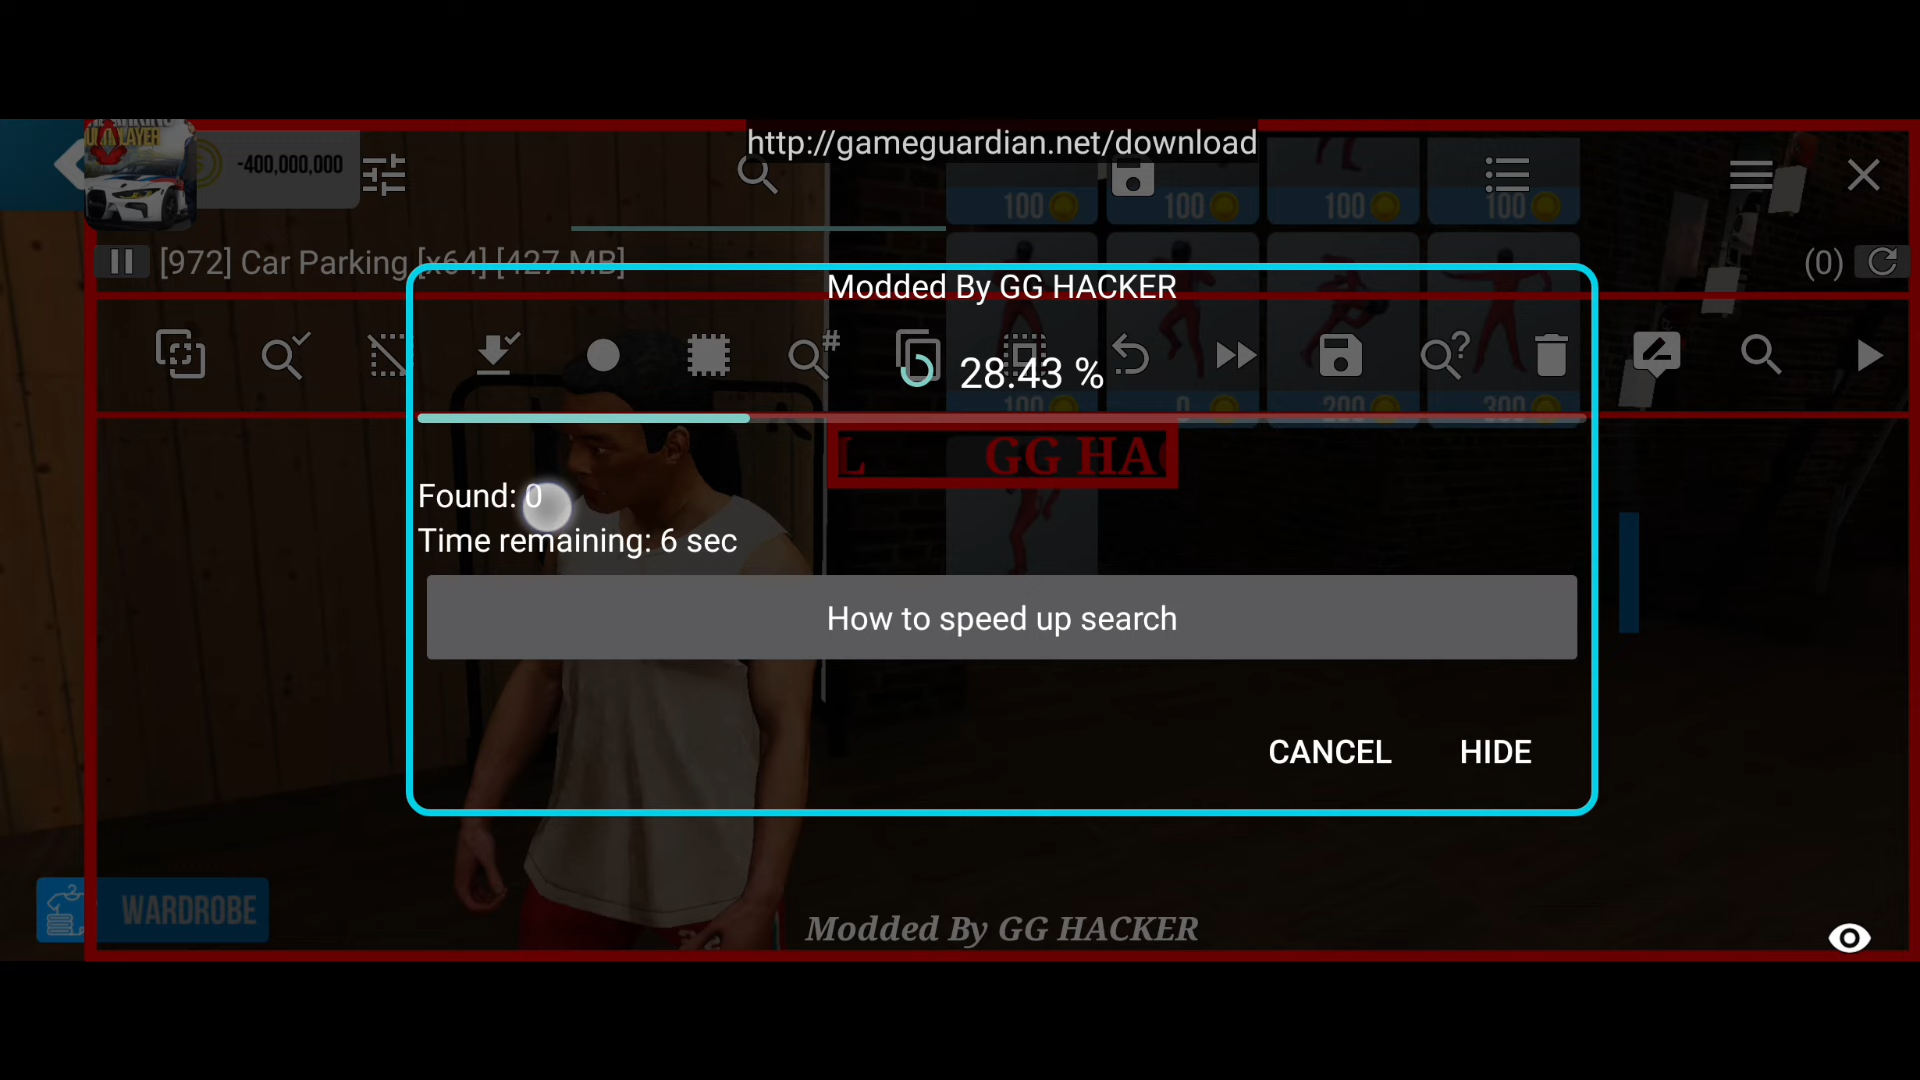 http://gameguardian.net/download
-400,000,000
100 100 100 100
[972] Car Parking [x64] [427 MB]
(0)
Modded By GG HACKER
28.43 %
100 0 200 300
L GG HA
Found: 0
Time remaining: 6 sec
How to speed up search
CANCEL HIDE
WARDROBE
Modded By GG HACKER